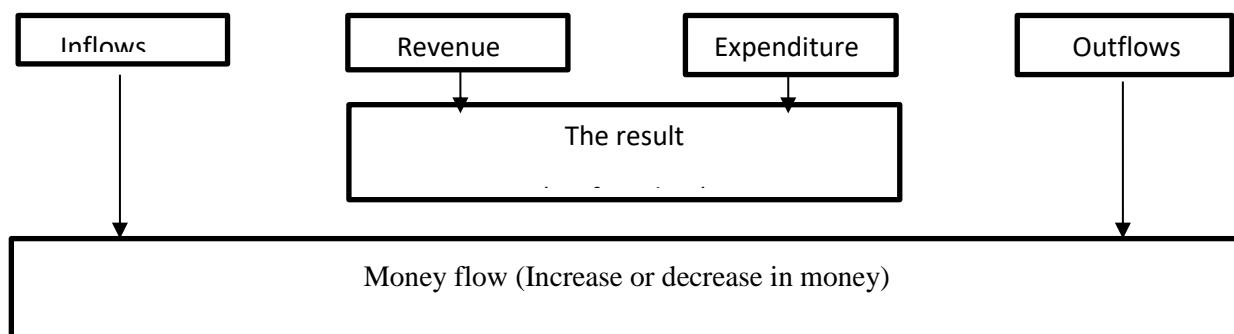 Inflows
Revenue
Expenditure
Outflows
The result
Money flow (Increase or decrease in money)